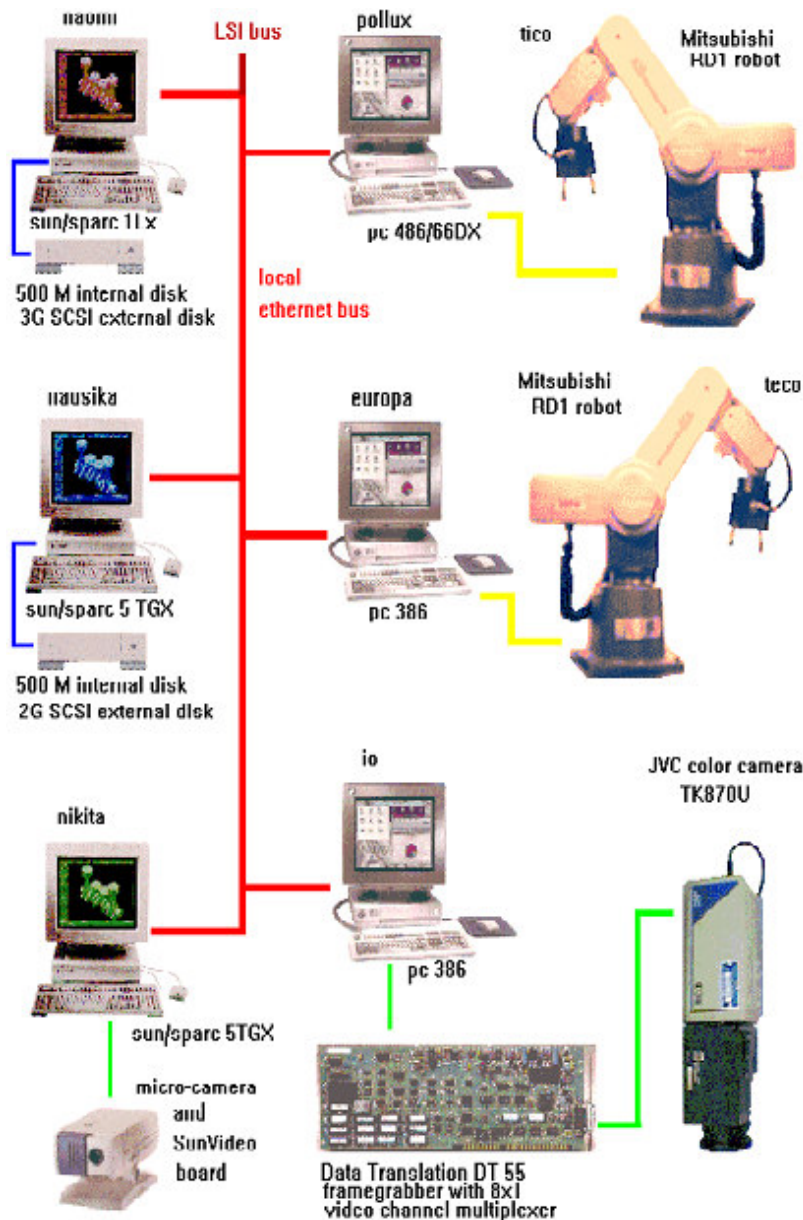 naomi
LSI bus
pollux
tico
Mitsubishi
RD1 robot
sun/sparc 1Lx
pc 486/66DX
500 M internal disk
3G SCSI external disk
local
ethernet bus
nausika
europa
Mitsubishi
RD1 robot
teco
sun/sparc 5 TGX
pc 386
500 M internal disk
2G SCSI external disk
io
JVC color camera
TK870U
nikita
pc 386
sun/sparc 5TGX
micro-camera
and
SunVideo
board
Data Translation DT 55
framegrabber with 8x1
video channel multiplexer